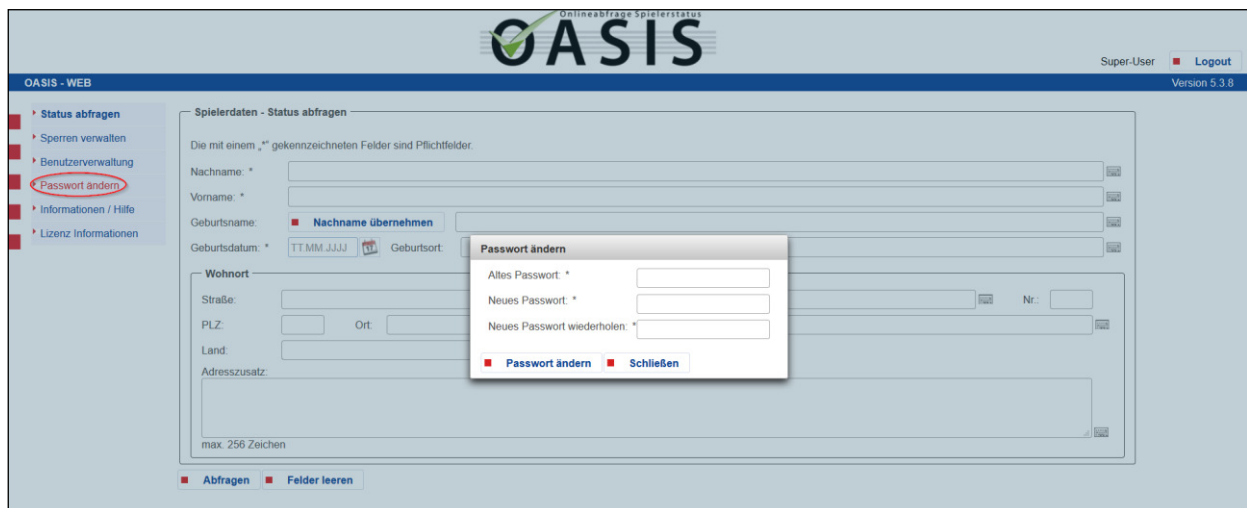 Onlineabfrage Spielerstatus
OASIS
Super-User Logout
OASIS - WEB Version 5.3.8
Status abfragen
Sperren verwalten
Benutzerverwaltung
Passwort ändern
Informationen / Hilfe
Lizenz Informationen
Spielerdaten - Status abfragen
Die mit einem „*“ gekennzeichneten Felder sind Pflichtfelder.
Nachname: *
Vorname: *
Geburtsname: Nachname übernehmen
Geburtsdatum: * TT.MM.JJJJ Geburtsort:
Wohnort
Straße: Nr.:
PLZ: Ort:
Land:
Adresszusatz:
max. 256 Zeichen
Abfragen Felder leeren
Passwort ändern
Altes Passwort: *
Neues Passwort: *
Neues Passwort wiederholen: *
Passwort ändern Schließen